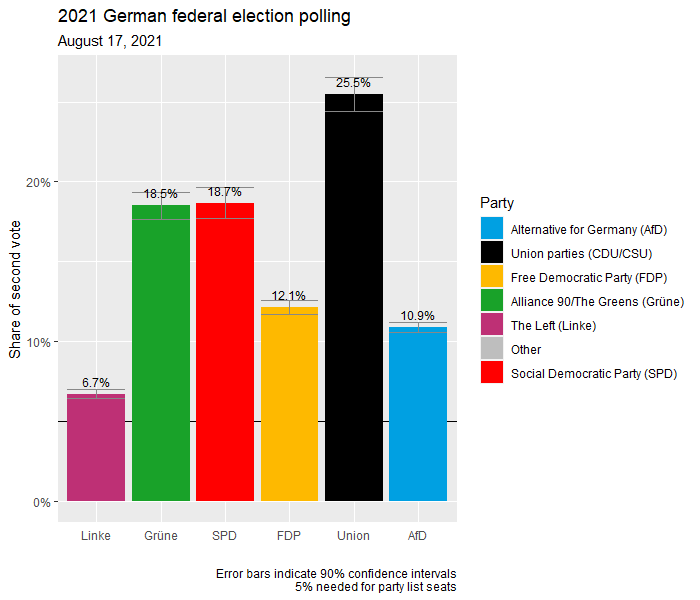 2021 German federal election polling
August 17, 2021
Share of second vote
20%
10%
0%
6.7%
18.5%
18.7%
12.1%
25.5%
10.9%
Linke
Grüne
SPD
FDP
Union
AfD
Party
Alternative for Germany (AfD)
Union parties (CDU/CSU)
Free Democratic Party (FDP)
Alliance 90/The Greens (Grüne)
The Left (Linke)
Other
Social Democratic Party (SPD)
Error bars indicate 90% confidence intervals
5% needed for party list seats